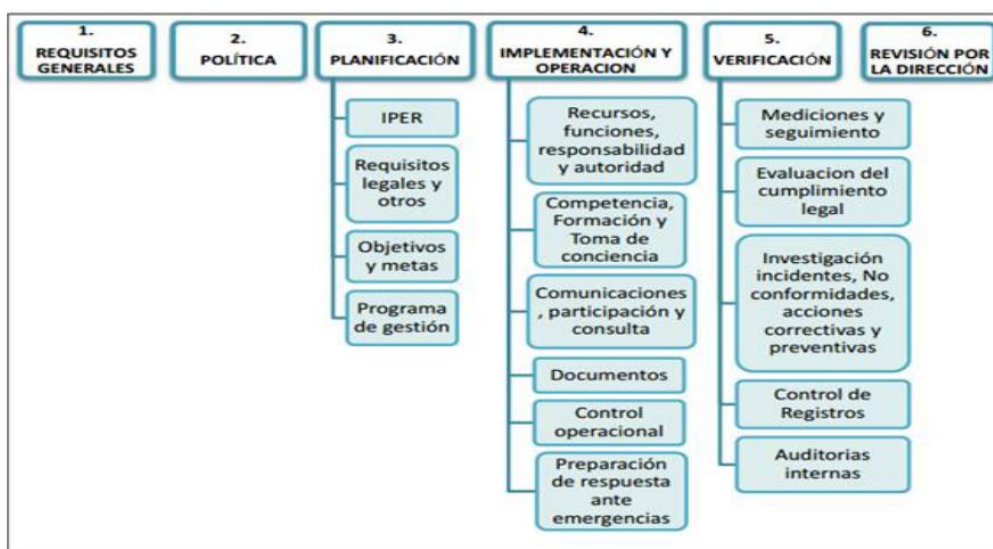 1.
REQUISITOS
GENERALES
2.
POLÍTICA
3.
PLANIFICACIÓN
IPER
Requisitos
legales y
otros
Objetivos
y metas
Programa
de gestión
4.
IMPLEMENTACIÓN Y
OPERACION
Recursos,
funciones,
responsabilidad
y autoridad
Competencia,
Formación y
Toma de
conciencia
Comunicaciones
, participación y
consulta
Documentos
Control
operacional
Preparación
de respuesta
ante
emergencias
5.
VERIFICACIÓN
Mediciones y
seguimiento
Evaluacion del
cumplimiento
legal
Investigación
incidentes, No
conformidades,
acciones
correctivas y
preventivas
Control de
Registros
Auditorias
internas
6.
REVISIÓN POR
LA DIRECCIÓN